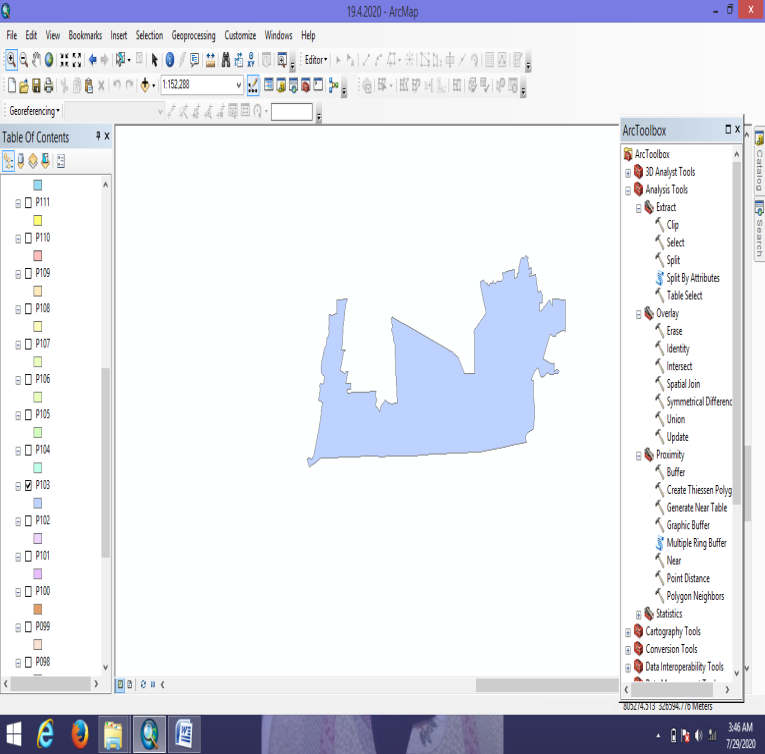 19.4.2020 - ArcMap
File Edit View Bookmarks Insert Selection Geoprocessing Customize Windows Help
Editor
1:152,288
Georeferencing
Table Of Contents
P111
P110
P109
P108
P107
P106
P105
P104
P103
P102
P101
P100
P099
P098
ArcToolbox
ArcToolbox
3D Analyst Tools
Analysis Tools
Extract
Clip
Select
Split
Split By Attributes
Table Select
Overlay
Erase
Identity
Intersect
Spatial Join
Symmetrical Differenc
Union
Update
Proximity
Buffer
Create Thiessen Polyg
Generate Near Table
Graphic Buffer
Multiple Ring Buffer
Near
Point Distance
Polygon Neighbors
Statistics
Cartography Tools
Conversion Tools
Data Interoperability Tools
Catalog
Search
805274.513 326594.776 Meters
3:46 AM
7/29/2020